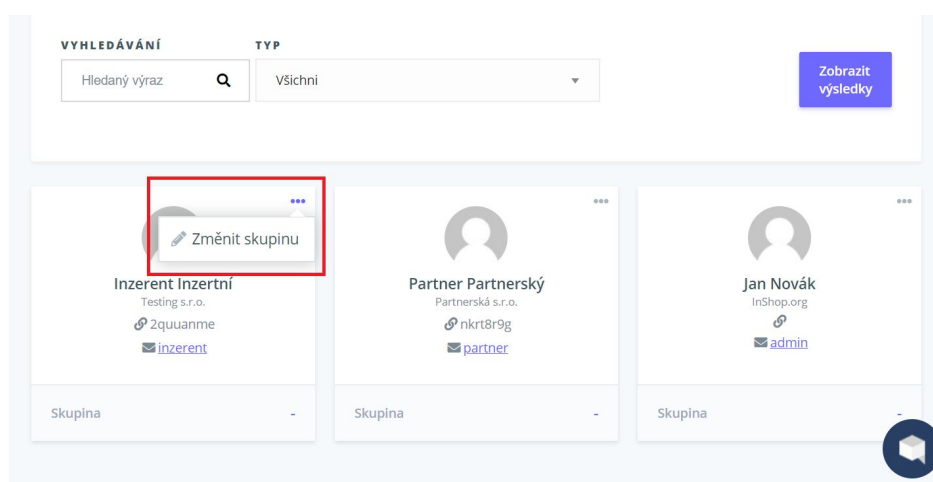 VYHLEDÁVÁNÍ TYP
Hledaný výraz Všichni
Zobrazit
výsledky
Změnit skupinu
Inzerent Inzertní
Testing s.r.o.
2quuanme
inzerent
Skupina -
Partner Partnerský
Partnerská s.r.o.
nkrt8r9g
partner
Skupina -
Jan Novák
InShop.org
admin
Skupina -